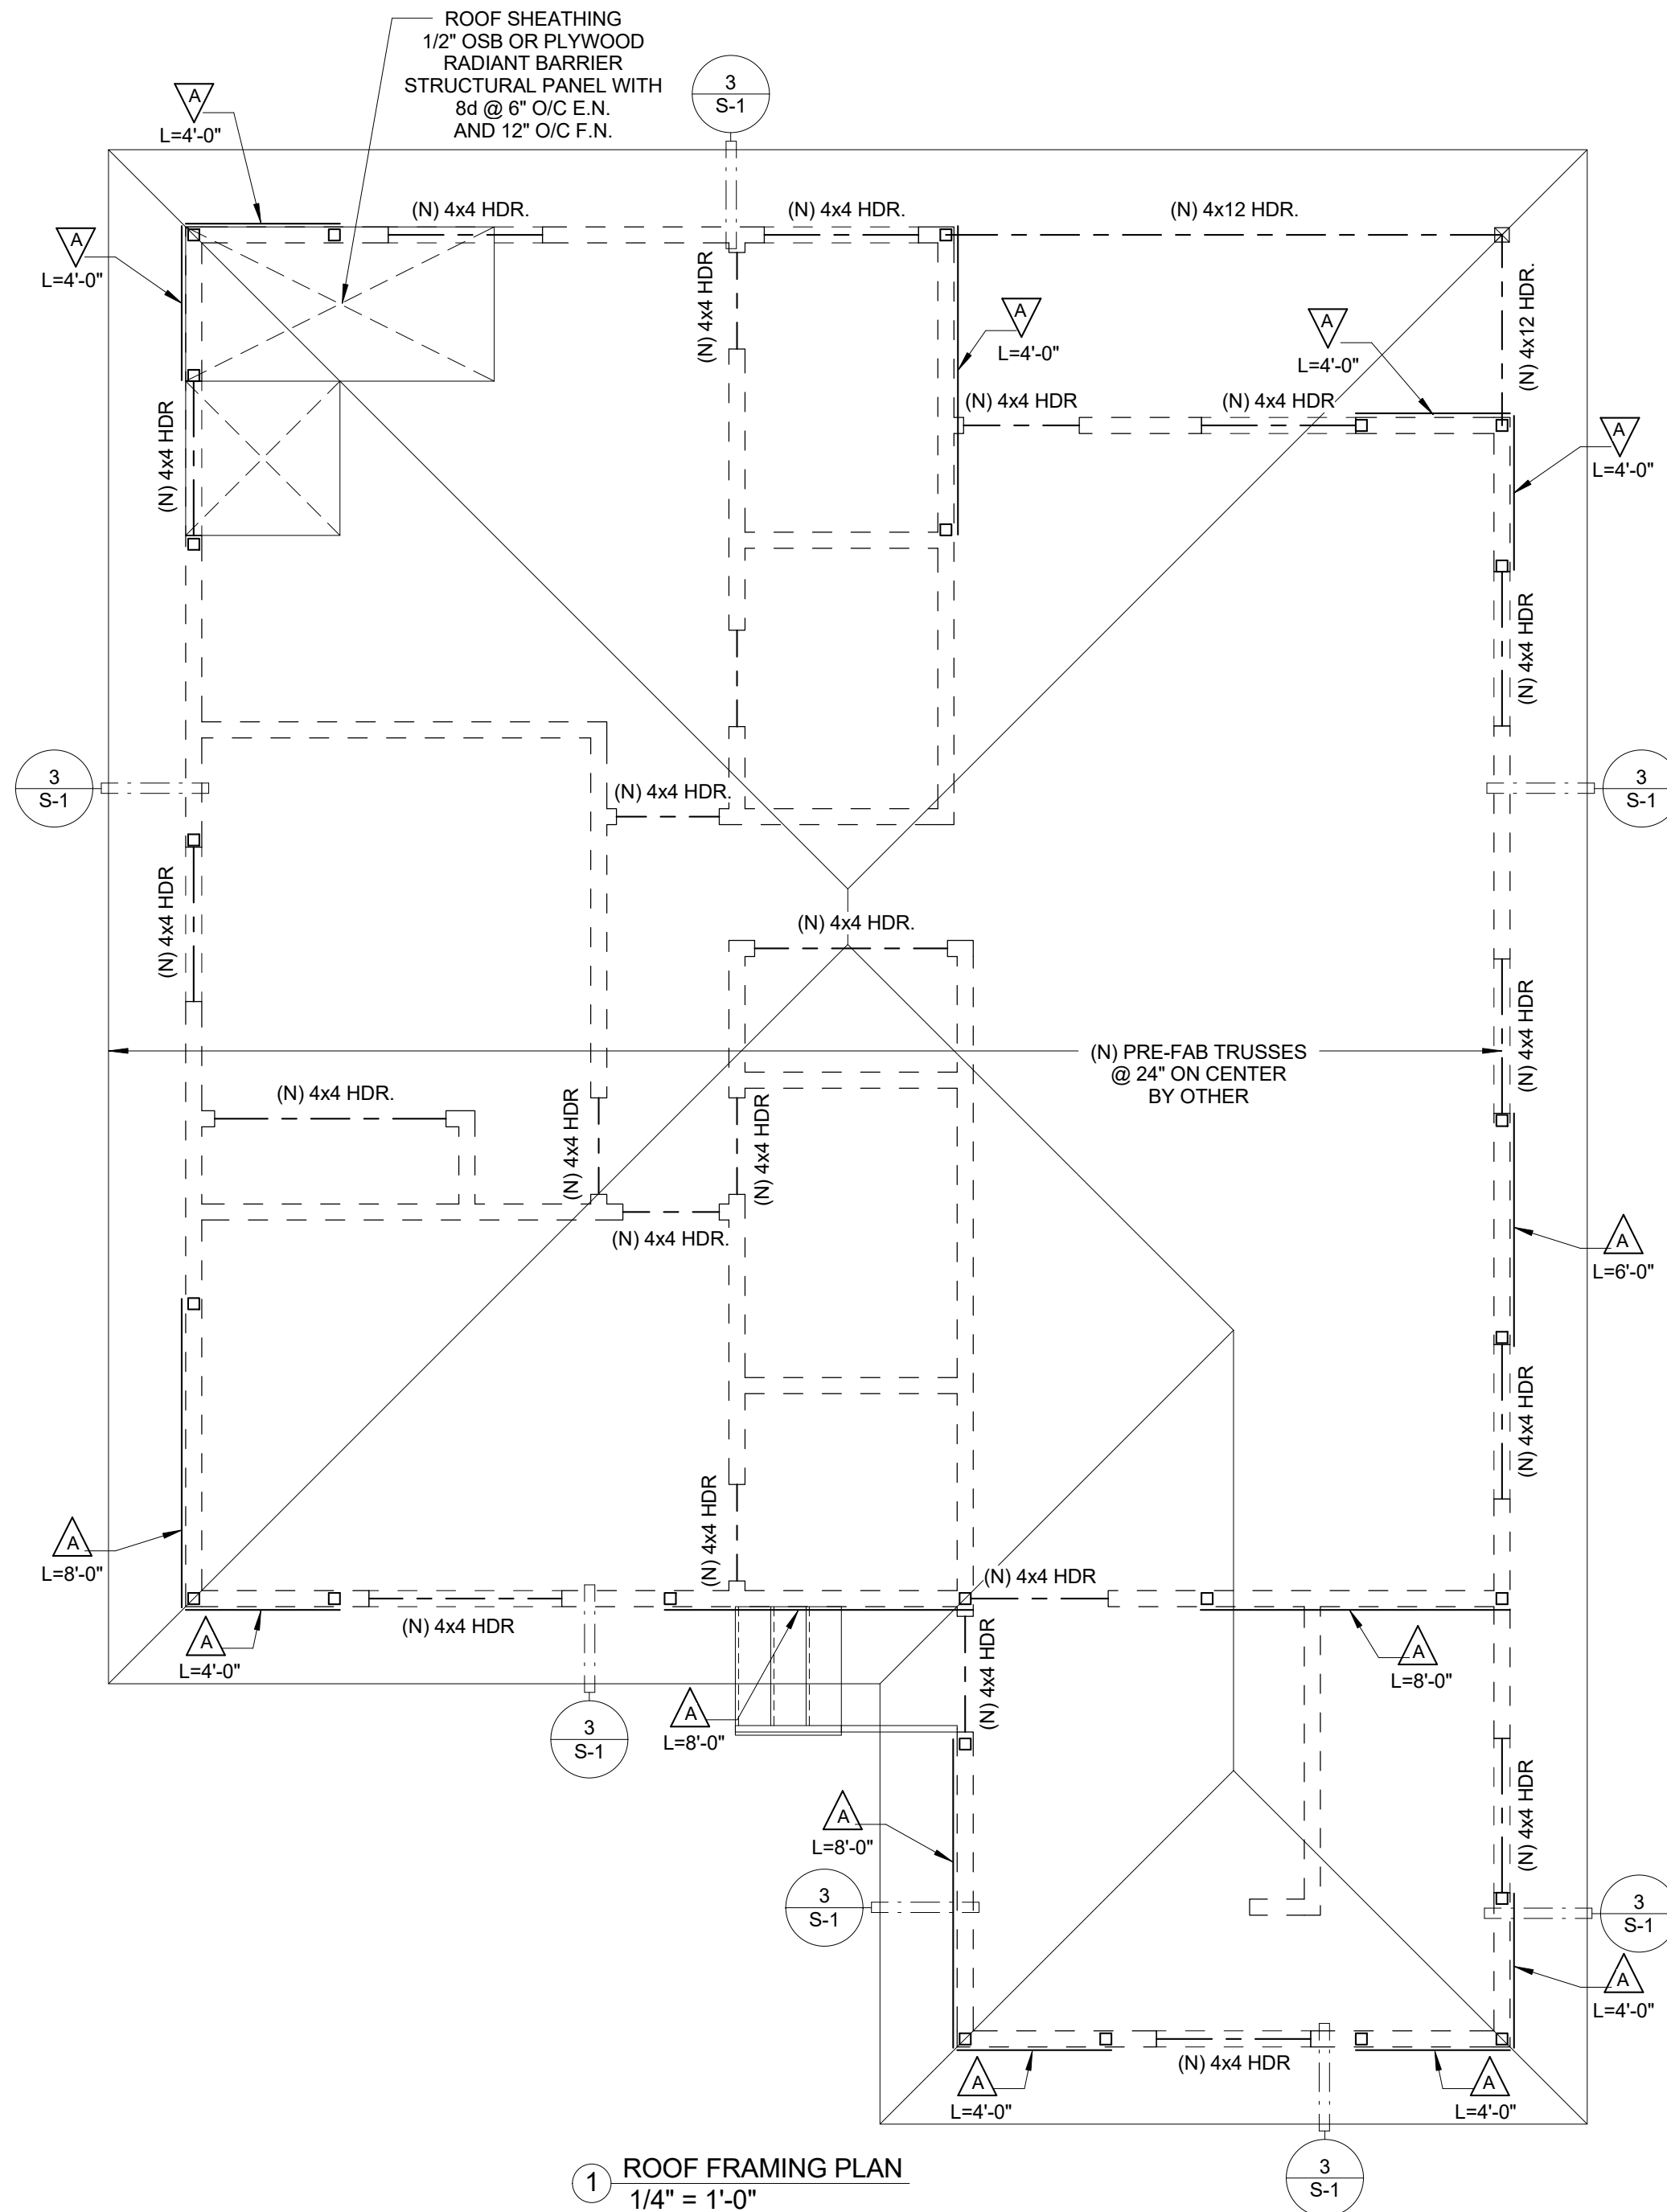 ROOF SHEATHING
1/2" OSB OR PLYWOOD
RADIANT BARRIER
STRUCTURAL PANEL WITH
8d @ 6" O/C E.N.
AND 12" O/C F.N.
3
S-1
A
L=4'-0"
A
L=4'-0"
(N) 4x4 HDR.
(N) 4x4 HDR.
(N) 4x12 HDR.
(N) 4x4 HDR
A
L=4'-0"
A
L=4'-0"
(N) 4x12 HDR.
(N) 4x4 HDR
(N) 4x4 HDR
A
L=4'-0"
(N) 4x4 HDR
(N) 4x4 HDR
3
S-1
(N) 4x4 HDR.
3
S-1
(N) 4x4 HDR
(N) 4x4 HDR.
(N) 4x4 HDR
(N) PRE-FAB TRUSSES
@ 24" ON CENTER
BY OTHER
(N) 4x4 HDR.
(N) 4x4 HDR
(N) 4x4 HDR
(N) 4x4 HDR.
A
L=6'-0"
(N) 4x4 HDR
(N) 4x4 HDR
A
L=8'-0"
(N) 4x4 HDR
(N) 4x4 HDR
A
L=4'-0"
(N) 4x4 HDR
A
L=8'-0"
3
S-1
A
L=8'-0"
(N) 4x4 HDR
A
L=8'-0"
3
S-1
3
S-1
A
L=4'-0"
(N) 4x4 HDR
A
L=4'-0"
A
L=4'-0"
3
S-1
1
ROOF FRAMING PLAN
1/4" = 1'-0"